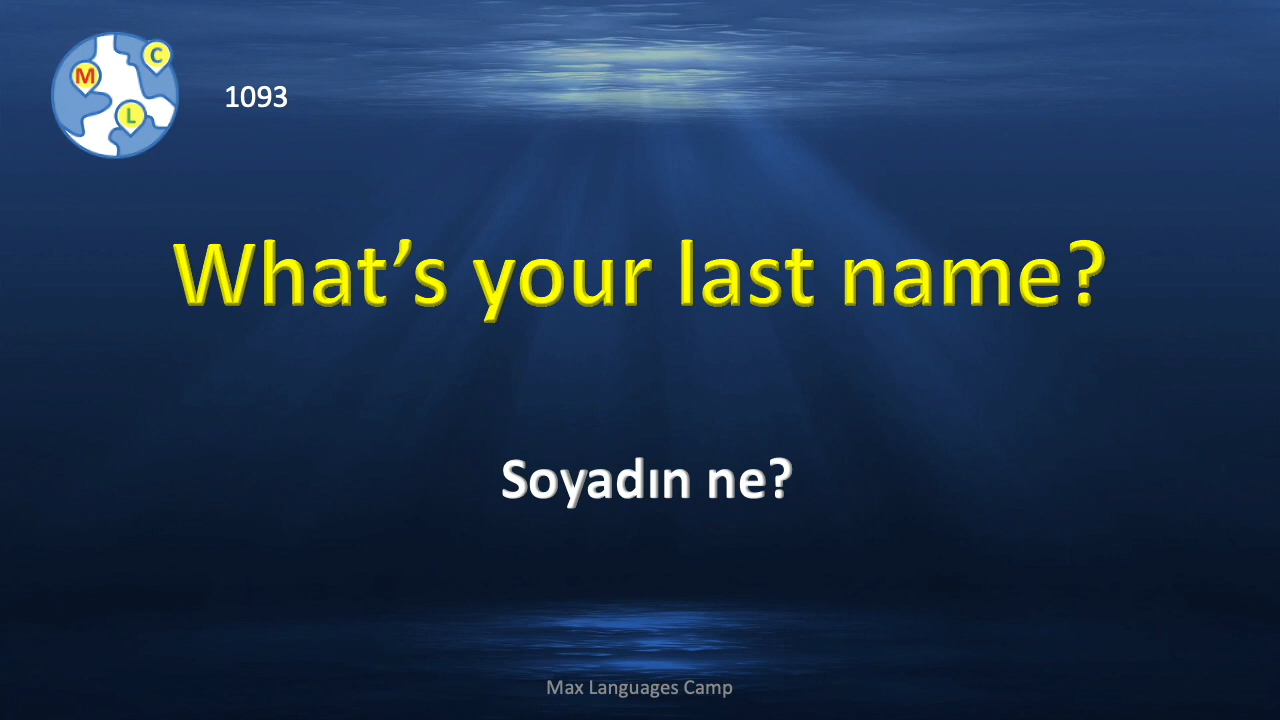 M
C
L
1093
What’s your last name?
Soyadın ne?
Max Languages Camp